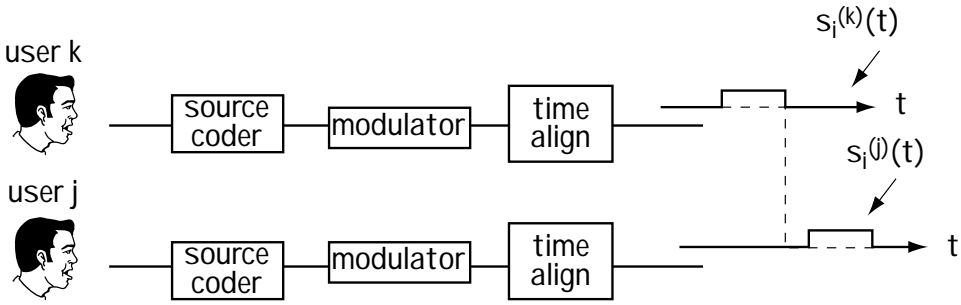 user k
source
coder
modulator
time
align
s_i^(k)(t)
t
user j
source
coder
modulator
time
align
s_i^(j)(t)
t